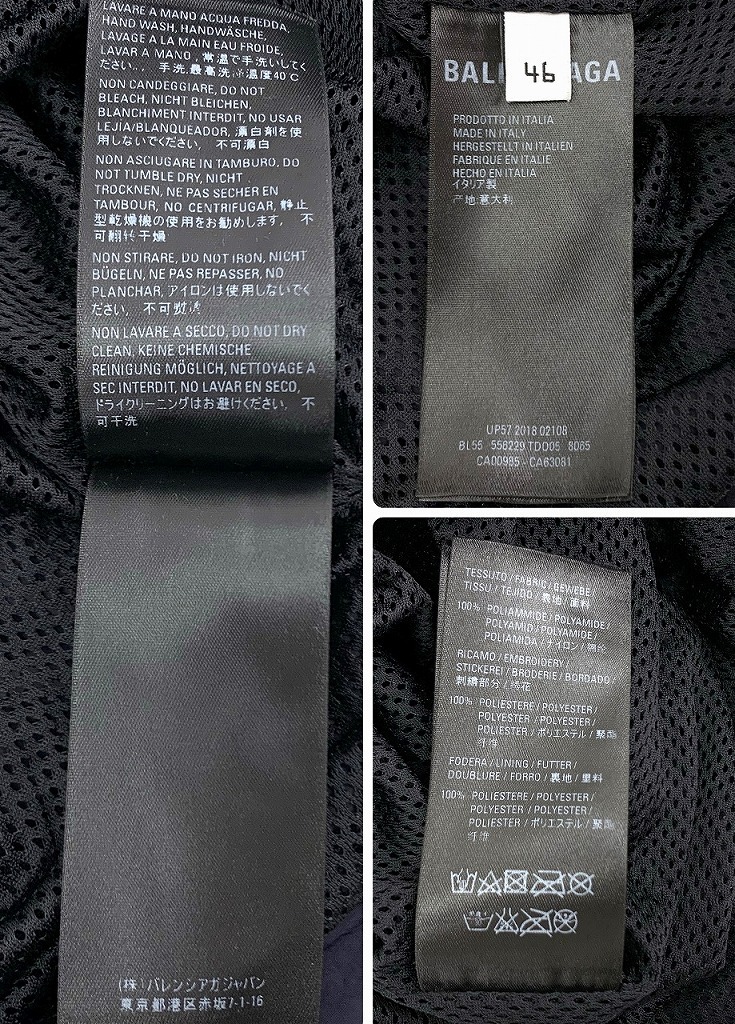 LAVARE A MANO ACQUA FREDDA,
HAND WASH, HANDWÄSCHE,
LAVAGE A LA MAIN EAU FROIDE,
LAVAR A MANO, 常温で手洗いしてく
ださい., 手洗,最高洗涤温度40℃
NON CANDEGGIARE, DO NOT
BLEACH, NICHT BLEICHEN,
BLANCHIMENT INTERDIT, NO USAR
LEJÍA/BLANQUEADOR, 漂白剤を使
用しないでください, 不可漂白
NON ASCIUGARE IN TAMBURO, DO
NOT TUMBLE DRY, NICHT
TROCKNEN, NE PAS SECHER EN
TAMBOUR, NO CENTRIFUGAR, 静止
型乾燥機の使用をお勧めします, 不
可翻转干燥
NON STIRARE, DO NOT IRON, NICHT
BÜGELN, NE PAS REPASSER, NO
PLANCHAR, アイロンは使用しないでく
ださい, 不可熨烫
NON LAVARE A SECCO, DO NOT DRY
CLEAN, KEINE CHEMISCHE
REINIGUNG MÖGLICH, NETTOYAGE A
SEC INTERDIT, NO LAVAR EN SECO,
ドライクリーニングはお避けください, 不
可干洗
(株)バレンシアガジャパン
東京都港区赤坂7-1-16
46
PRODOTTO IN ITALIA
MADE IN ITALY
HERGESTELLT IN ITALIEN
FABRIQUE EN ITALIE
HECHO EN ITALIA
イタリア製
产地:意大利
UP57 2018 02108
BL55 556229 TDO05 8065
CA00985 - CA63081
TESSUTO / FABRIC / GEWEBE /
TISSU / TEJIDO / 表地 / 面料
100% POLIAMMIDE / POLYAMIDE /
POLYAMID / POLYAMIDE /
POLIAMIDA / ナイロン / 锦纶
RICAMO / EMBROIDERY /
STICKEREI / BRODERIE / BORDADO /
刺繍部分 / 绣花
100% POLIESTERE / POLYESTER /
POLYESTER / POLYESTER /
POLIESTER / ポリエステル / 聚酯
纤维
FODERA / LINING / FUTTER /
DOUBLURE / FORRO / 裏地 / 里料
100% POLIESTERE / POLYESTER /
POLYESTER / POLYESTER /
POLIESTER / ポリエステル / 聚酯
纤维